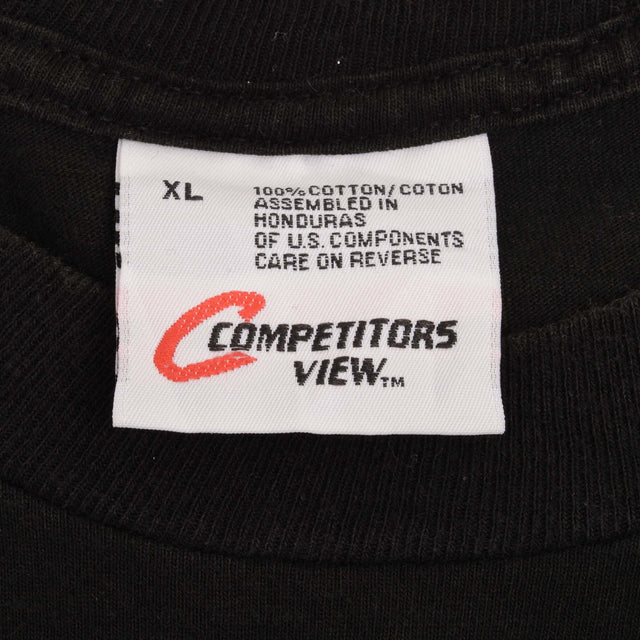 XL
100% COTTON/COTON
ASSEMBLED IN
HONDURAS
OF U.S. COMPONENTS
CARE ON REVERSE
COMPETITORS
VIEW™